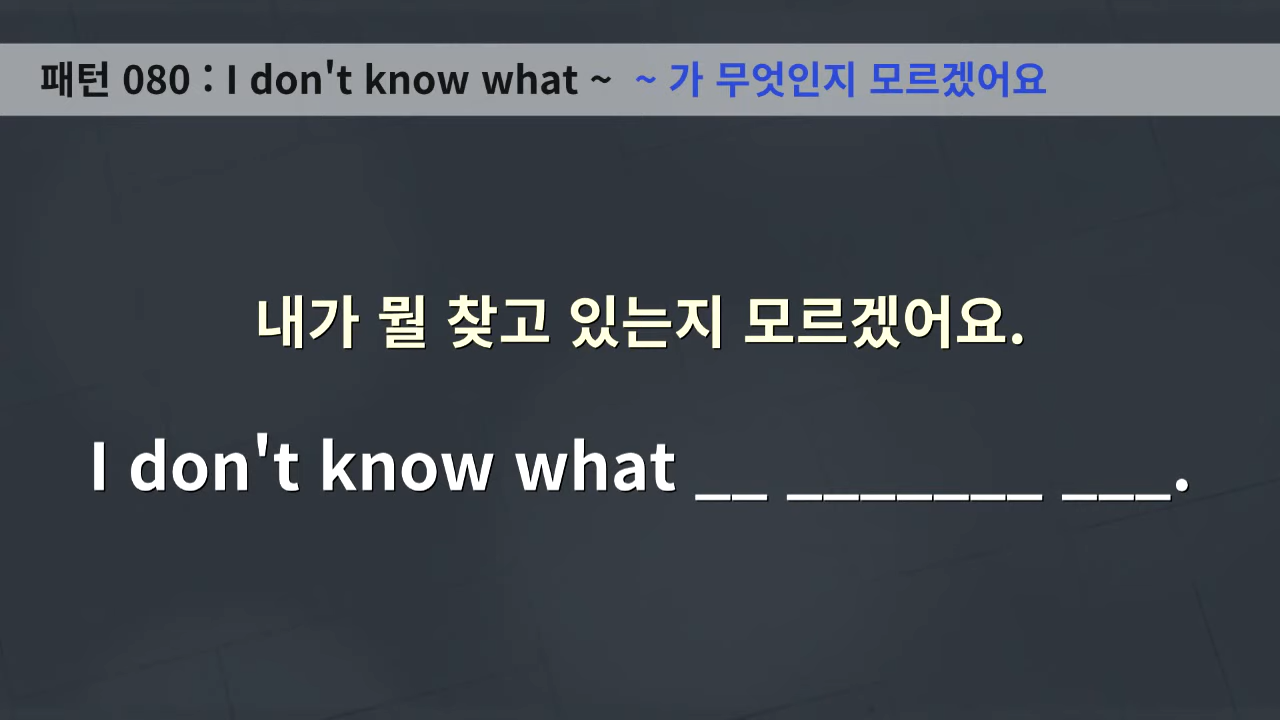 패턴 080 : I don't know what ~ ~ 가 무엇인지 모르겠어요
내가 뭘 찾고 있는지 모르겠어요.
I don't know what __ _______ ___.